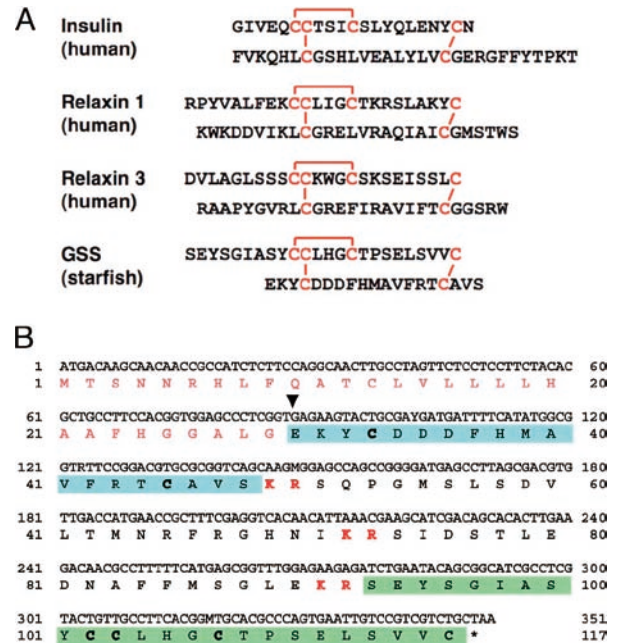 A
Insulin
(human)
GIVEQCCTSICSLYQLENYCN
FVKQHLCGSHLVEALYLVCGERGFFYTPKT
Relaxin 1
(human)
RPYVALFEKCCLIGCTKRSLAKYC
KWKDDVIKLCGRELVRAQIAICGMSTWS
Relaxin 3
(human)
DVLAGLSSSCCKWGCSKSEISSLC
RAAPYGVRLCGREFIRAVIFTCGGSRW
GSS
(starfish)
SEYSGIASYCCLHGCTPSELSVVC
EKYCDDDFHMAVFRTCAVS
B
1 ATGACAAGCAACAACCGCCATCTCTTCCAGGCAACTTGCCTAGTTCTCCTCCTTCTACAC 60
1 M T S N N R H L F Q A T C L V L L L L H 20
61 GCTGCCTTCCACGGTGGAGCCCTCGGTGAGAAGTACTGCGAYGATGATTTTCATATGGCG 120
21 A A F H G G A L G E K Y C D D D F H M A 40
121 GTRTTCCGGACGTGCGCGGTCAGCAAGMGGAGCCAGCCGGGGATGAGCCTTAGCGACGTG 180
41 V F R T C A V S K R S Q P G M S L S D V 60
181 TTGACCATGAACCGCTTTCGAGGTCACAACATTAAACGAAGCATCGACAGCACACTTGAA 240
41 L T M N R F R G H N I K R S I D S T L E 80
241 GACAACGCCTTTTTCATGAGCGGTTTGGAGAAACGATCTGAATACAGCGGCATCGCCTCG 300
81 D N A F F M S G L E K R S E Y S G I A S 100
301 TACTGTTGCCTTCACGGMTGCACGCCCAGTGAATTGTCCGTCGTCTGCTAA 351
101 Y C C L H G C T P S E L S V V C * 117